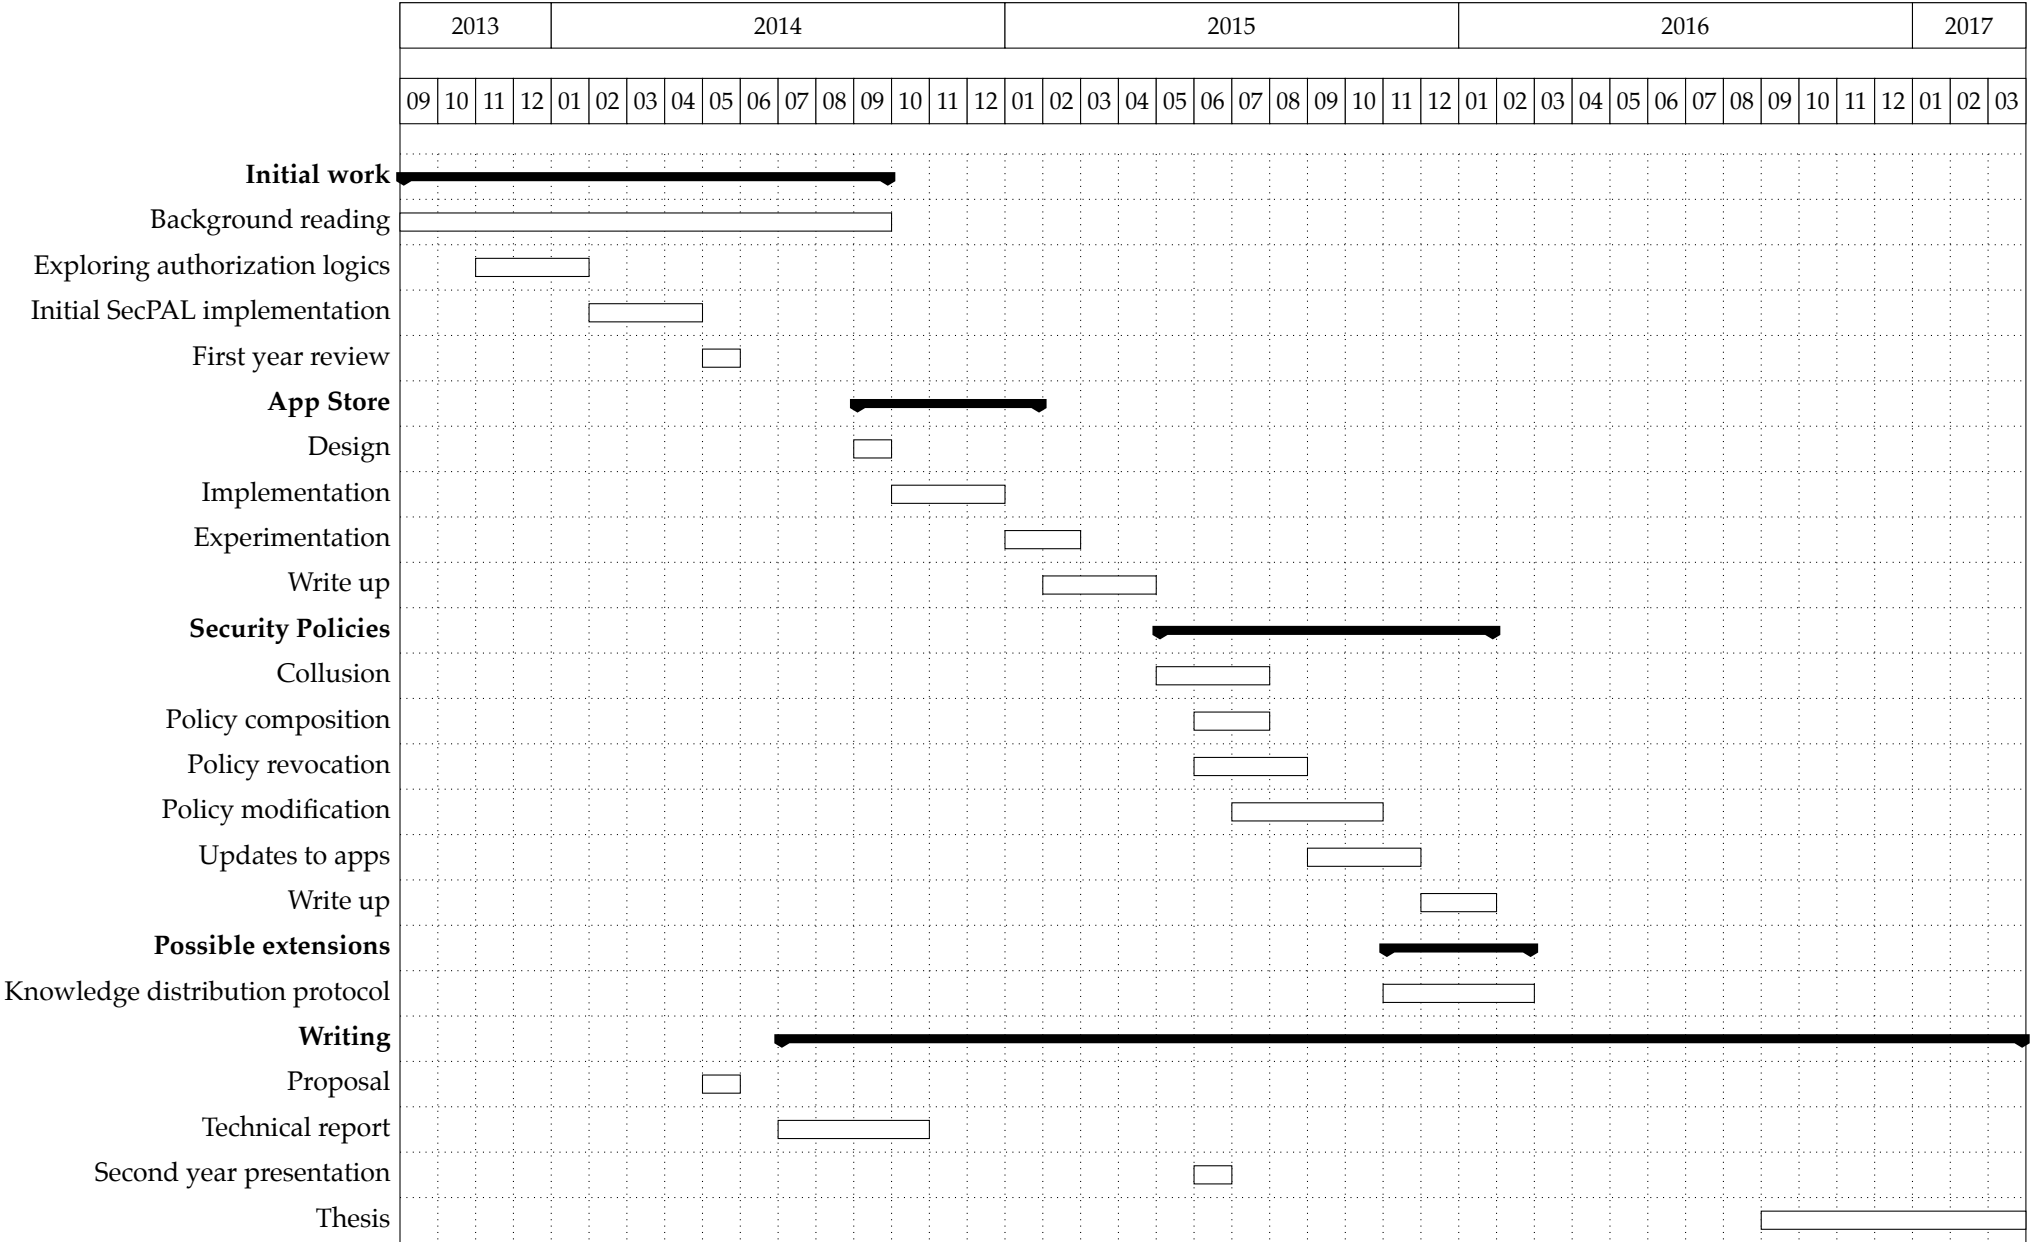 2013 2014 2015 2016 2017
09 10 11 12 01 02 03 04 05 06 07 08 09 10 11 12 01 02 03 04 05 06 07 08 09 10 11 12 01 02 03 04 05 06 07 08 09 10 11 12 01 02 03
Initial work
Background reading
Exploring authorization logics
Initial SecPAL implementation
First year review
App Store
Design
Implementation
Experimentation
Write up
Security Policies
Collusion
Policy composition
Policy revocation
Policy modification
Updates to apps
Write up
Possible extensions
Knowledge distribution protocol
Writing
Proposal
Technical report
Second year presentation
Thesis